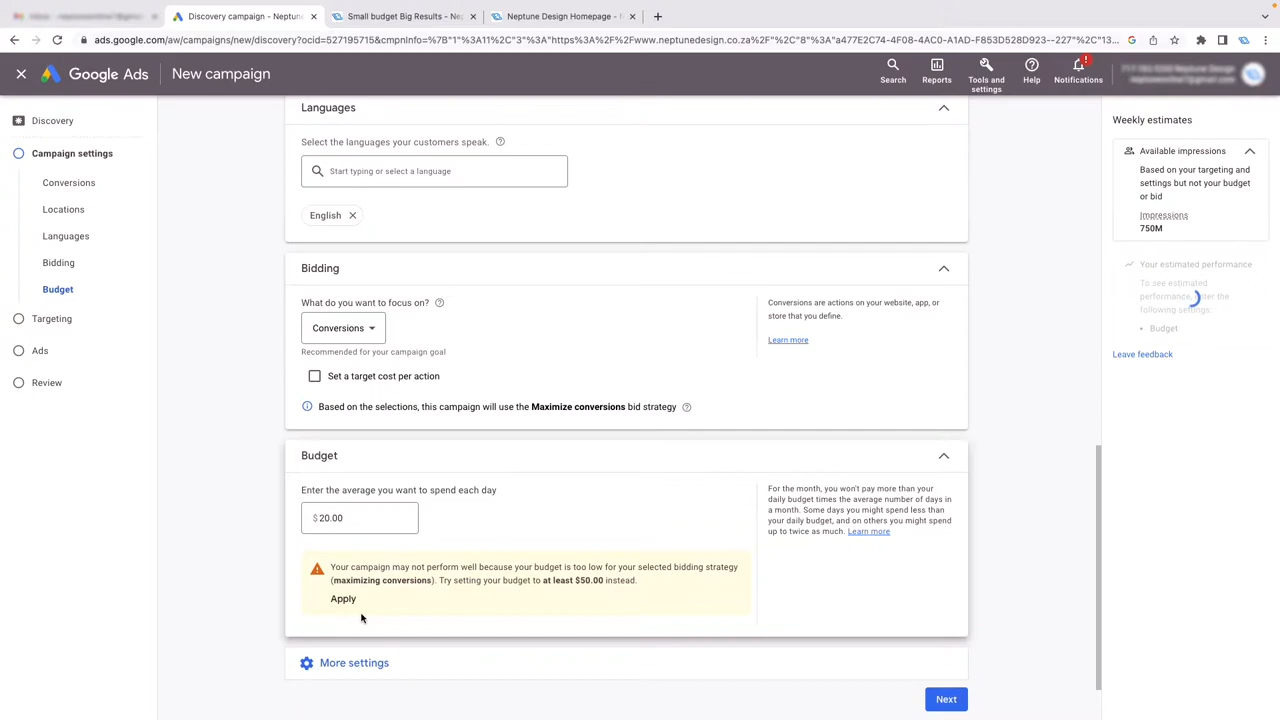 Discovery campaign - Neptune
Small budget Big Results - Nep
Neptune Design Homepage - N
ads.google.com/aw/campaigns/new/discovery?ocid=527195715&cmpnInfo=%7B"1"%3A11%2C"3"%3A"https%3A%2F%2Fwww.neptunedesign.co.za%2F"%2C"8"%3A"a477E2C74-4F08-4AC0-A1AD-F853D528D923--227"%2C"13...
Google Ads
New campaign
Search
Reports
Tools and
settings
Help
Notifications
Discovery
Campaign settings
Conversions
Locations
Languages
Bidding
Budget
Targeting
Ads
Review
Languages
Select the languages your customers speak.
Start typing or select a language
English
Bidding
What do you want to focus on?
Conversions
Recommended for your campaign goal
Set a target cost per action
Based on the selections, this campaign will use the Maximize conversions bid strategy
Conversions are actions on your website, app, or
store that you define.
Learn more
Budget
Enter the average you want to spend each day
$20.00
Your campaign may not perform well because your budget is too low for your selected bidding strategy
(maximizing conversions). Try setting your budget to at least $50.00 instead.
Apply
For the month, you won't pay more than your
daily budget times the average number of days in
a month. Some days you might spend less than
your daily budget, and on others you might spend
up to twice as much. Learn more
More settings
Next
Weekly estimates
Available impressions
Based on your targeting and
settings but not your budget
or bid
Impressions
750M
Your estimated performance
To see estimated
performance, enter the
following settings:
• Budget
Leave feedback